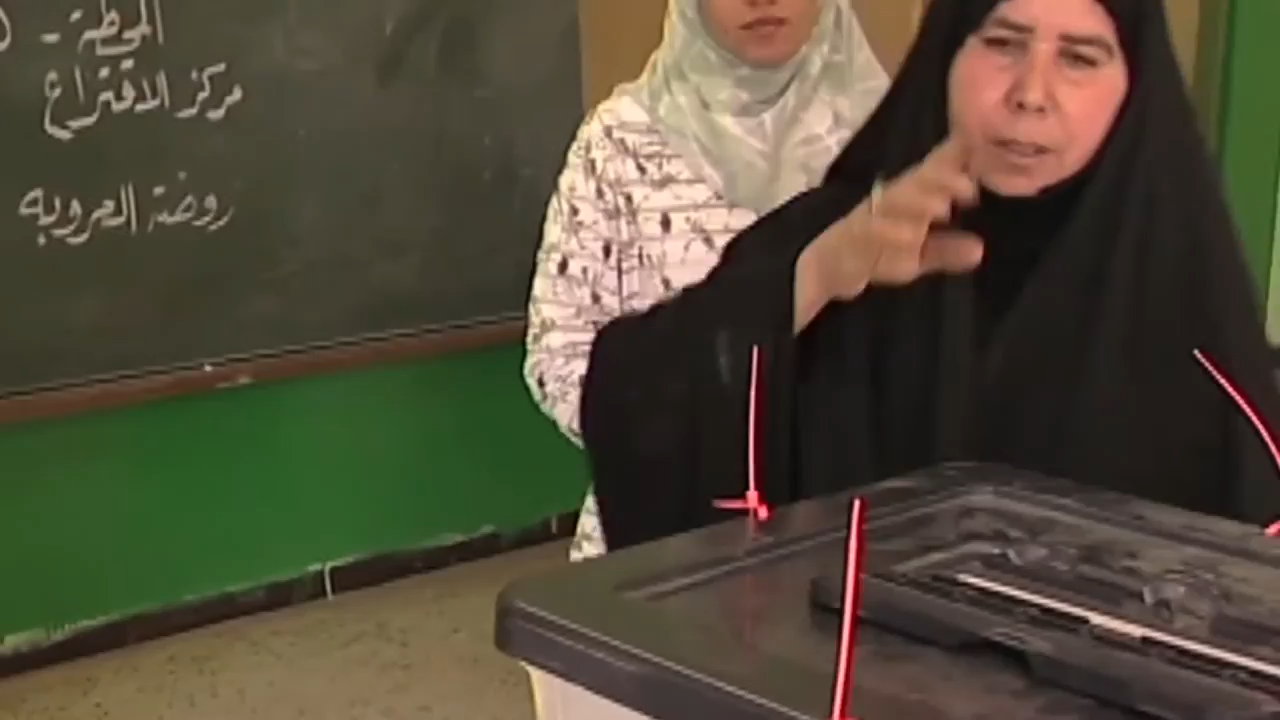 المحطة -
مركز الاقتراع
روضة العروبه